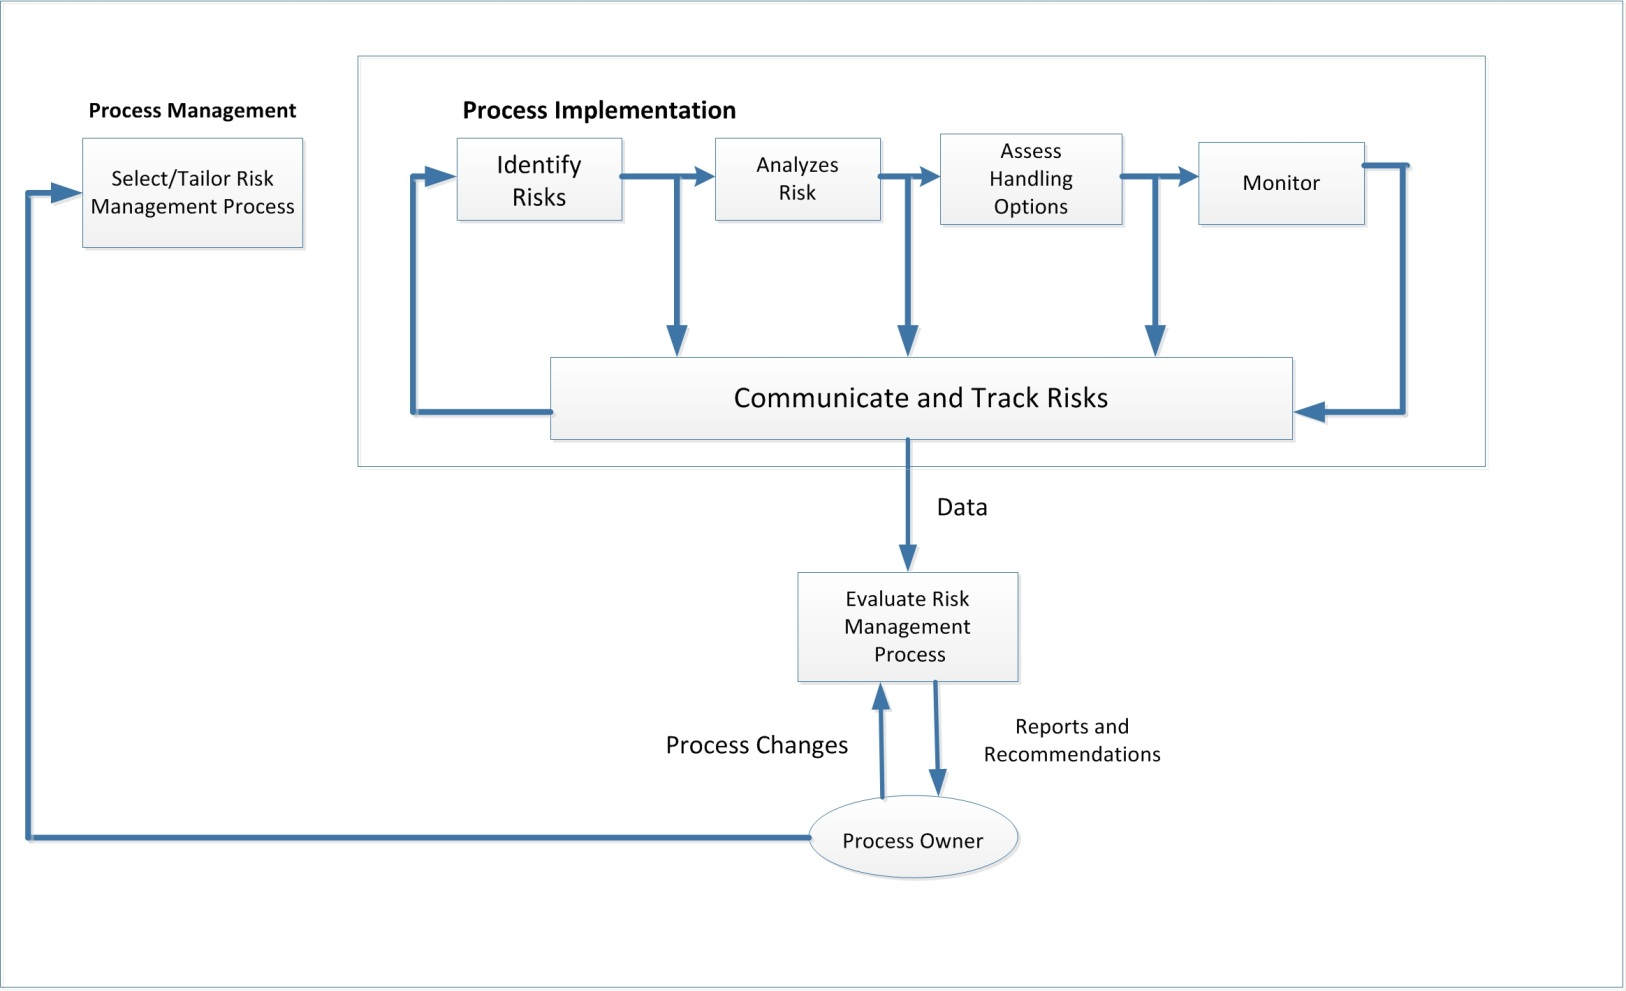 Process Management
Select/Tailor Risk
Management Process
Process Implementation
Identify
Risks
Analyzes
Risk
Assess
Handling
Options
Monitor
Communicate and Track Risks
Data
Evaluate Risk
Management
Process
Process Changes
Reports and
Recommendations
Process Owner